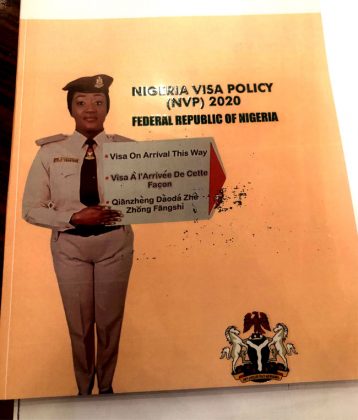 NIGERIA VISA POLICY
(NVP) 2020
FEDERAL REPUBLIC OF NIGERIA
• Visa On Arrival This Way
• Visa À l'Arrivée De Cette
Façon
• Qiānzhèng Dàodá Zhè
Zhǒng Fāngshì